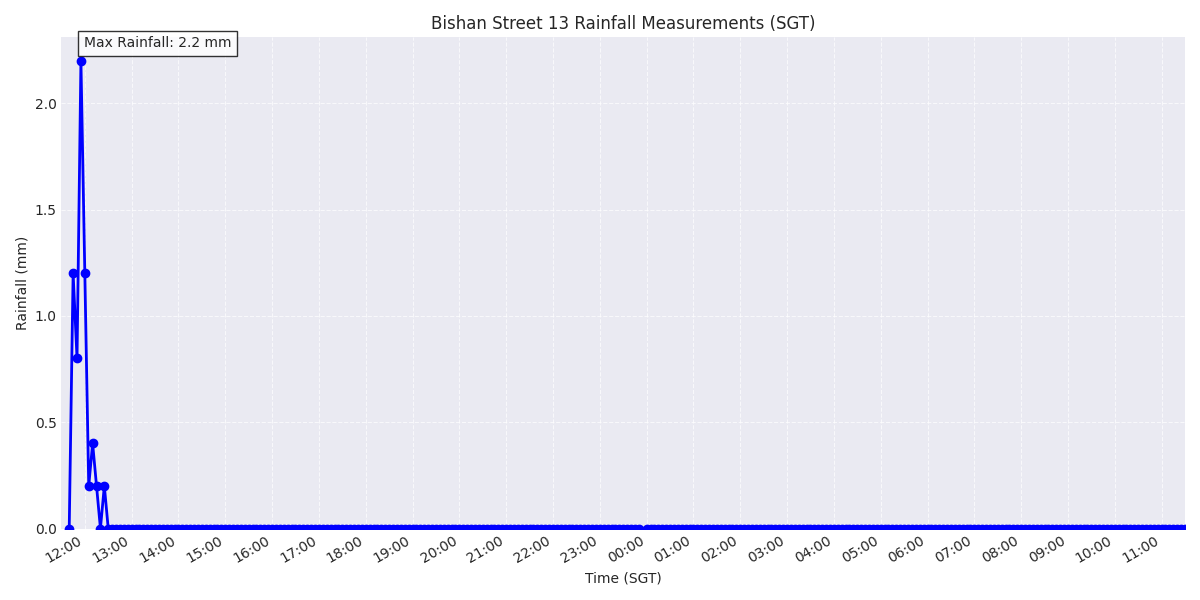 Bishan Street 13 Rainfall Measurements (SGT)
Max Rainfall: 2.2 mm
2.0
1.5
1.0
0.5
0.0
Rainfall (mm)
12:00 13:00 14:00 15:00 16:00 17:00 18:00 19:00 20:00 21:00 22:00 23:00 00:00 01:00 02:00 03:00 04:00 05:00 06:00 07:00 08:00 09:00 10:00 11:00
Time (SGT)